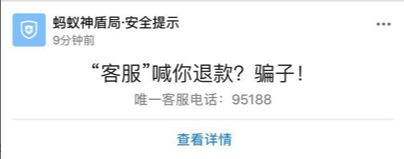 蚂蚁神盾局·安全提示
9分钟前
“客服”喊你退款？骗子！
唯一客服电话：95188
查看详情